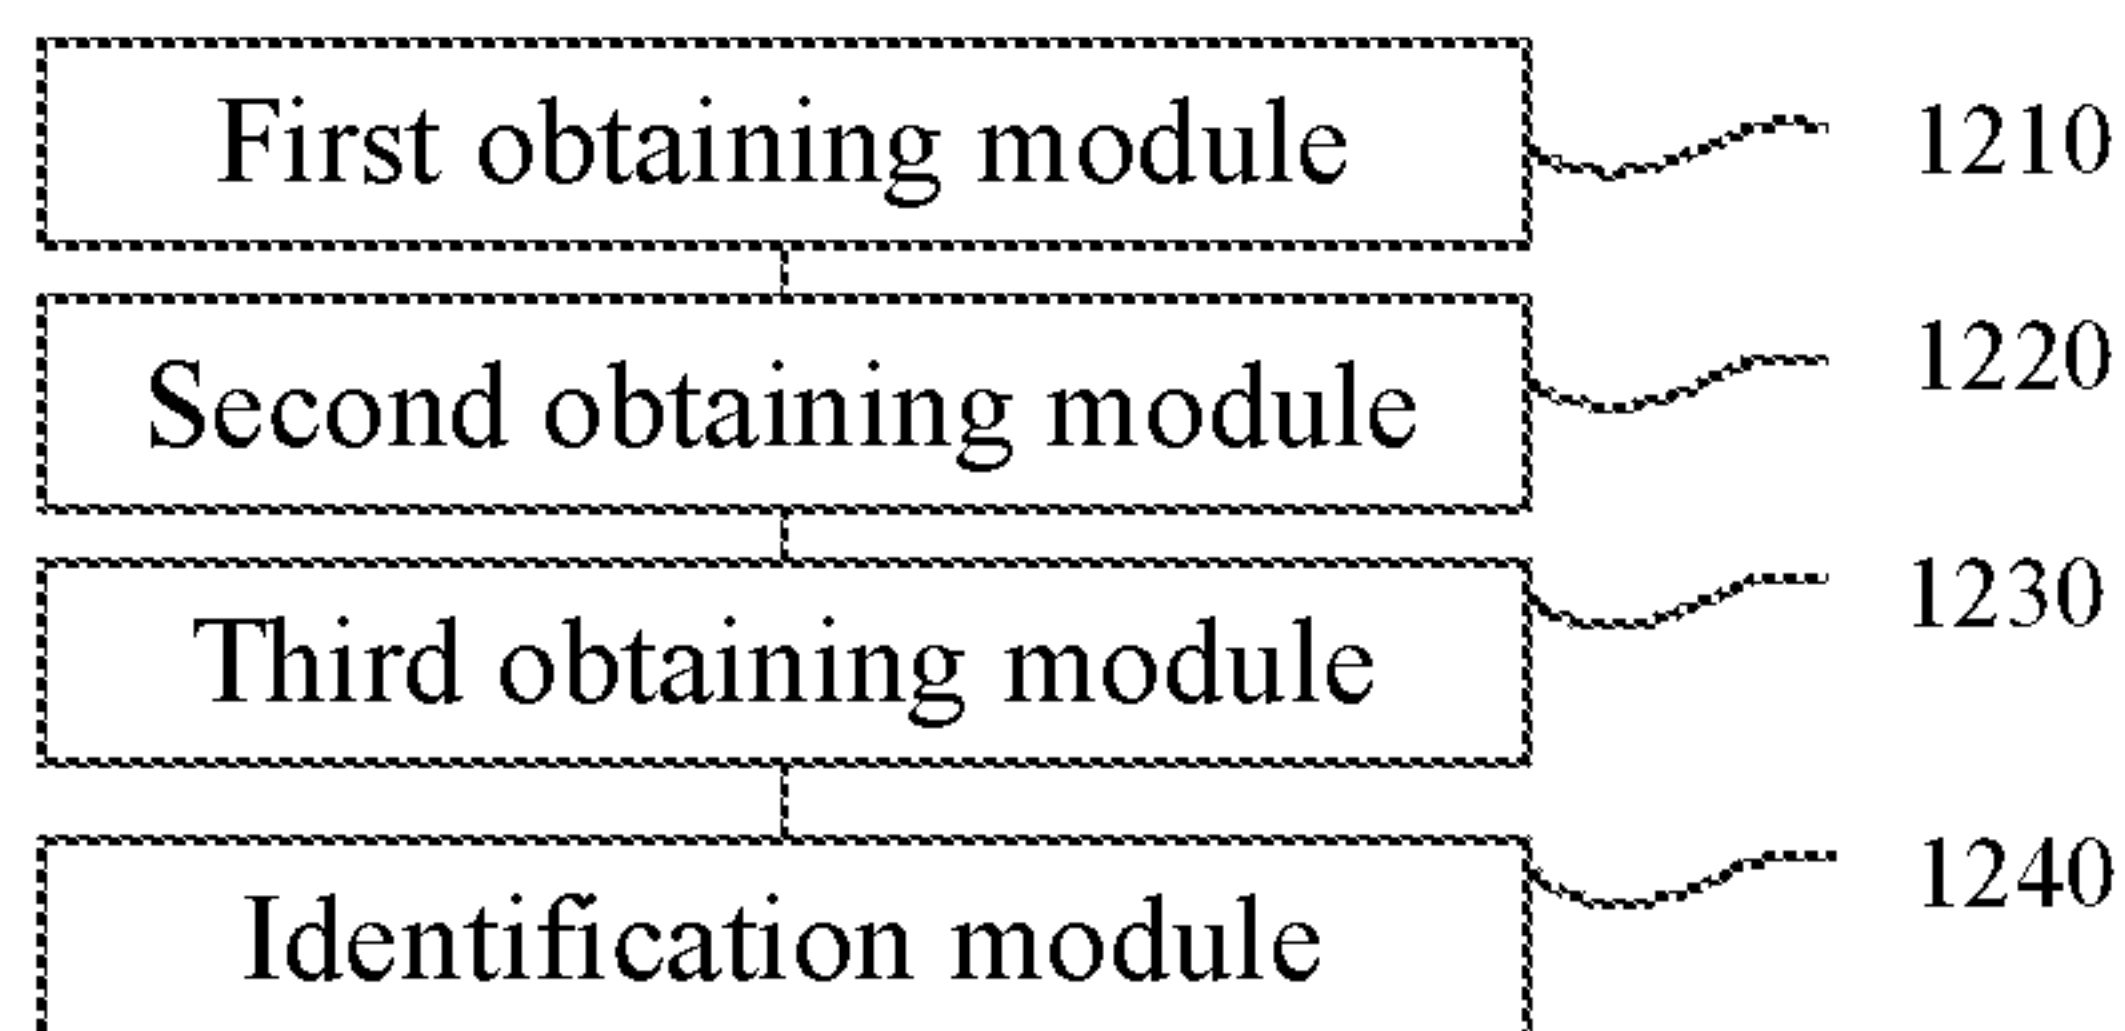 First obtaining module 1210
Second obtaining module 1220
Third obtaining module 1230
Identification module 1240